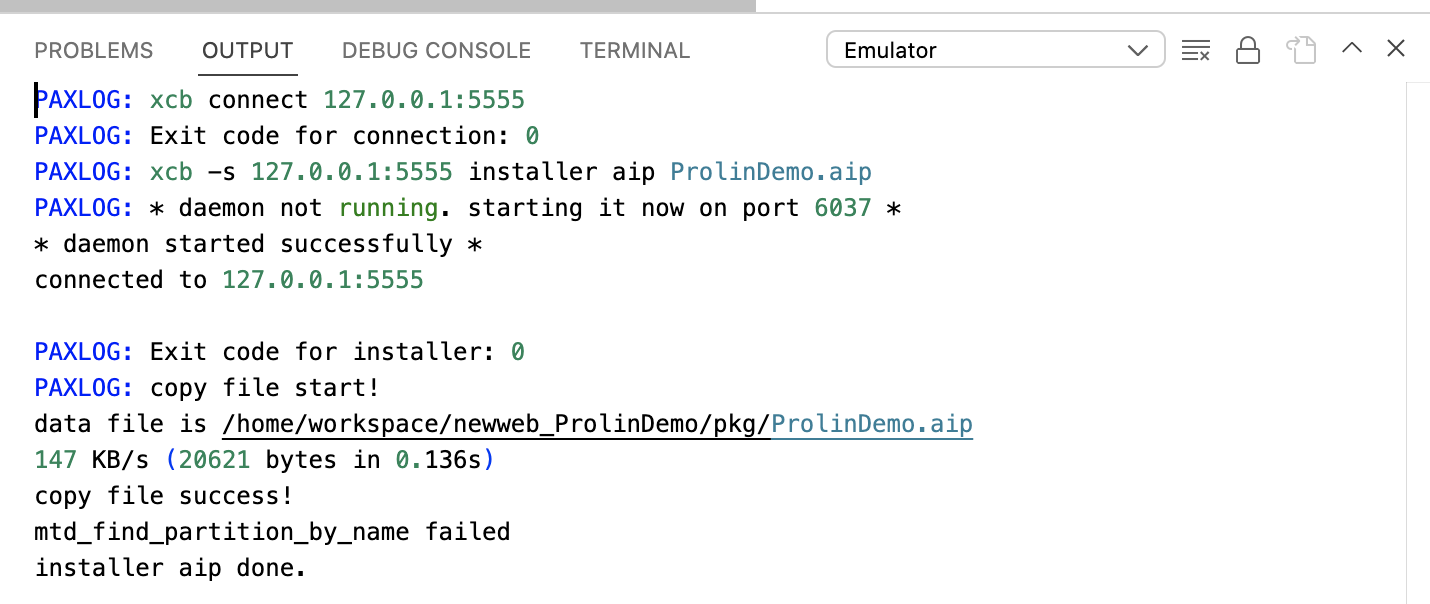 PROBLEMS OUTPUT DEBUG CONSOLE TERMINAL Emulator
PAXLOG: xcb connect 127.0.0.1:5555
PAXLOG: Exit code for connection: 0
PAXLOG: xcb -s 127.0.0.1:5555 installer aip ProlinDemo.aip
PAXLOG: * daemon not running. starting it now on port 6037 *
* daemon started successfully *
connected to 127.0.0.1:5555
PAXLOG: Exit code for installer: 0
PAXLOG: copy file start!
data file is /home/workspace/newweb_ProlinDemo/pkg/ProlinDemo.aip
147 KB/s (20621 bytes in 0.136s)
copy file success!
mtd_find_partition_by_name failed
installer aip done.